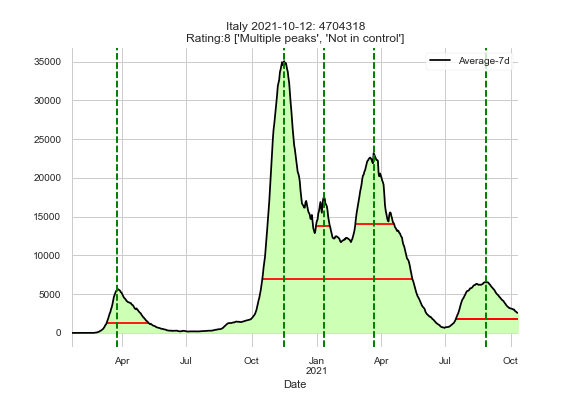 Italy 2021-10-12: 4704318
Rating:8 ['Multiple peaks', 'Not in control']
Average-7d
35000
30000
25000
20000
15000
10000
5000
0
Apr Jul Oct Jan Apr Jul Oct
2021
Date